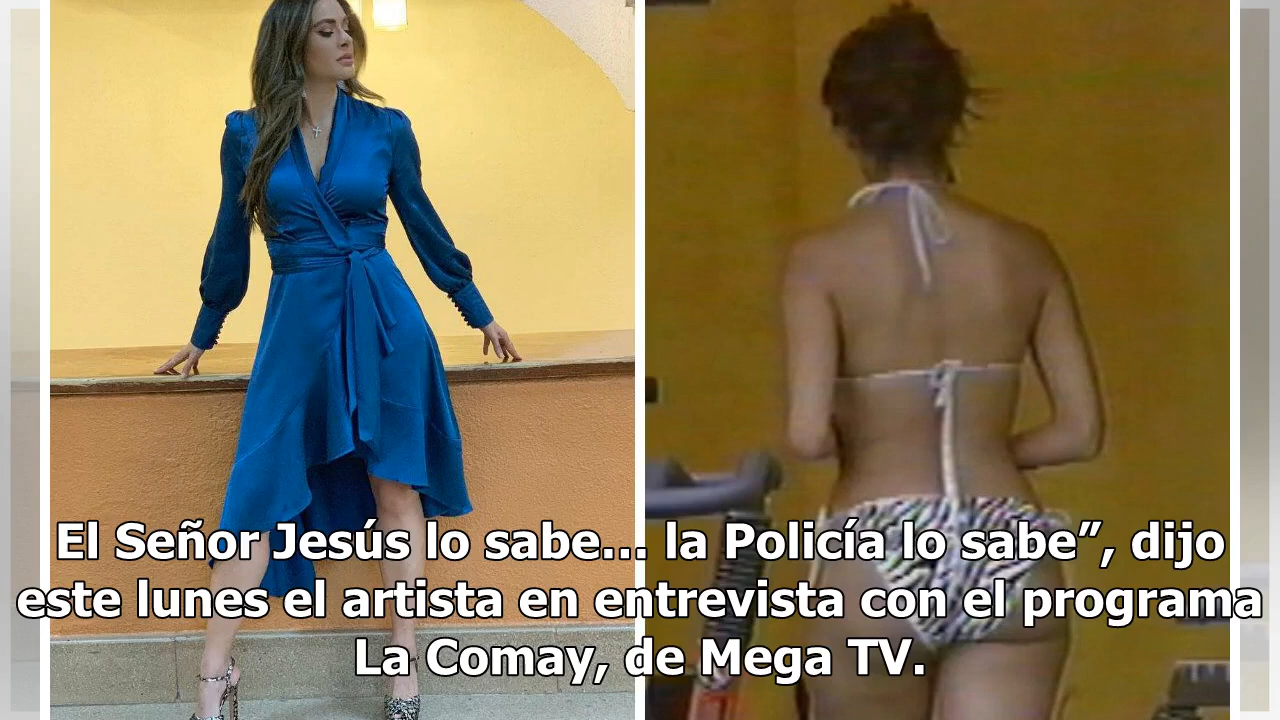 El Señor Jesús lo sabe... la Policía lo sabe”, dijo
este lunes el artista en entrevista con el programa
La Comay, de Mega TV.